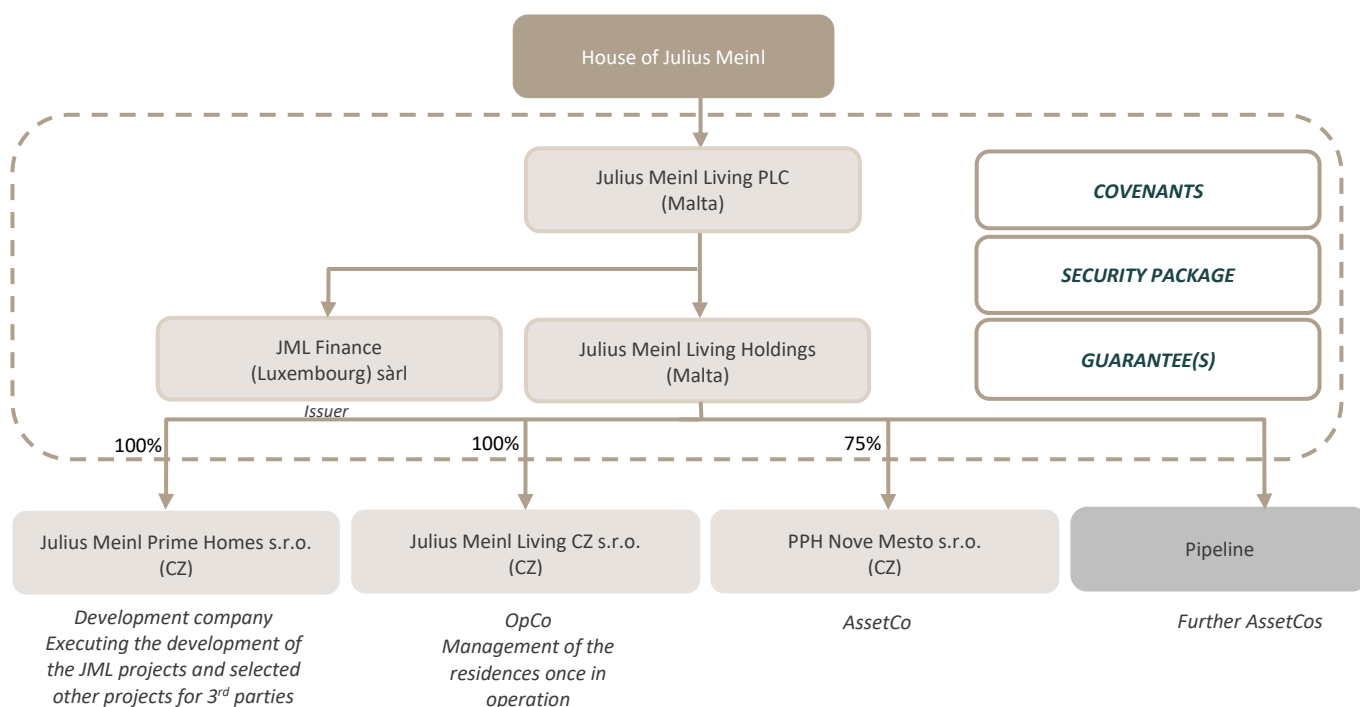 House of Julius Meinl
Julius Meinl Living PLC
(Malta)
COVENANTS
SECURITY PACKAGE
GUARANTEE(S)
JML Finance
(Luxembourg) sàrl
Issuer
Julius Meinl Living Holdings
(Malta)
100%
100%
75%
Julius Meinl Prime Homes s.r.o.
(CZ)
Julius Meinl Living CZ s.r.o.
(CZ)
PPH Nove Mesto s.r.o.
(CZ)
Pipeline
Development company
Executing the development of
the JML projects and selected
other projects for 3rd parties
OpCo
Management of the
residences once in
operation
AssetCo
Further AssetCos